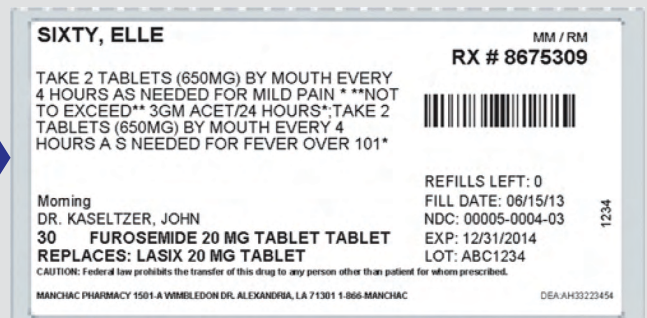 SIXTY, ELLE
MM / RM
RX # 8675309
TAKE 2 TABLETS (650MG) BY MOUTH EVERY
4 HOURS AS NEEDED FOR MILD PAIN * **NOT
TO EXCEED** 3GM ACET/24 HOURS*;TAKE 2
TABLETS (650MG) BY MOUTH EVERY 4
HOURS A S NEEDED FOR FEVER OVER 101*
REFILLS LEFT: 0
Morning
FILL DATE: 06/15/13
DR. KASELTZER, JOHN
NDC: 00005-0004-03
30 FUROSEMIDE 20 MG TABLET TABLET
EXP: 12/31/2014
REPLACES: LASIX 20 MG TABLET
LOT: ABC1234
1234
CAUTION: Federal law prohibits the transfer of this drug to any person other than patient for whom prescribed.
MANCHAC PHARMACY 1501-A WIMBLEDON DR. ALEXANDRIA, LA 71301 1-866-MANCHAC
DEA:AH33223454